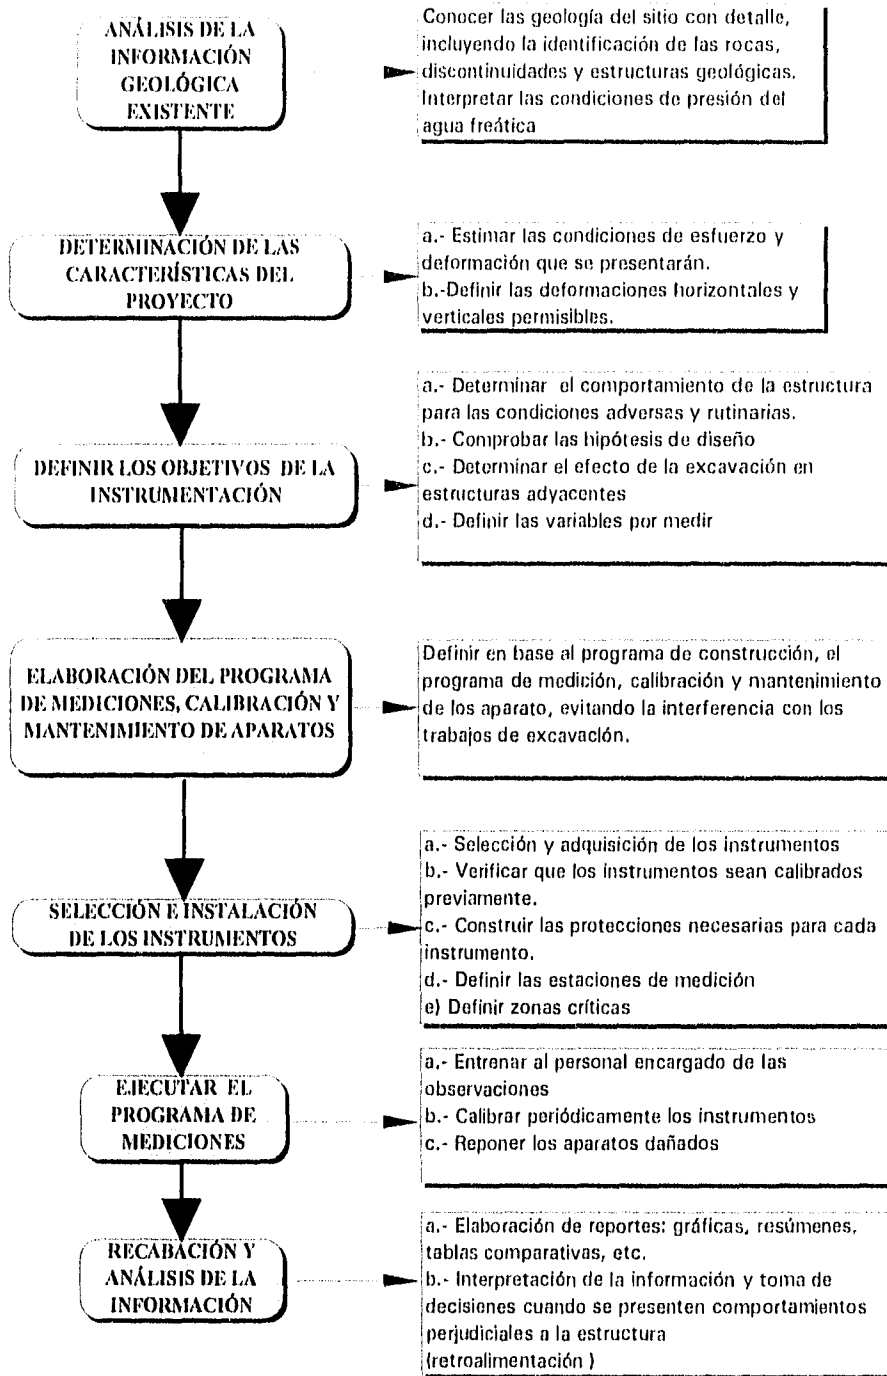 ANÁLISIS DE LA
INFORMACIÓN
GEOLÓGICA
EXISTENTE
Conocer las geología del sitio con detalle,
incluyendo la identificación de las rocas,
discontinuidades y estructuras geológicas.
Interpretar las condiciones de presión del
agua freática
DETERMINACIÓN DE LAS
CARACTERÍSTICAS DEL
PROYECTO
a.- Estimar las condiciones de esfuerzo y
deformación que se presentarán.
b.-Definir las deformaciones horizontales y
verticales permisibles.
DEFINIR LOS OBJETIVOS DE LA
INSTRUMENTACIÓN
a.- Determinar el comportamiento de la estructura
para las condiciones adversas y rutinarias.
b.- Comprobar las hipótesis de diseño
c.- Determinar el efecto de la excavación en
estructuras adyacentes
d.- Definir las variables por medir
ELABORACIÓN DEL PROGRAMA
DE MEDICIONES, CALIBRACIÓN Y
MANTENIMIENTO DE APARATOS
Definir en base al programa de construcción, el
programa de medición, calibración y mantenimiento
de los aparato, evitando la interferencia con los
trabajos de excavación.
SELECCIÓN E INSTALACIÓN
DE LOS INSTRUMENTOS
a.- Selección y adquisición de los instrumentos
b.- Verificar que los instrumentos sean calibrados
previamente.
c.- Construir las protecciones necesarias para cada
instrumento.
d.- Definir las estaciones de medición
e) Definir zonas críticas
EJECUTAR EL
PROGRAMA DE
MEDICIONES
a.- Entrenar al personal encargado de las
observaciones
b.- Calibrar periódicamente los instrumentos
c.- Reponer los aparatos dañados
RECABACIÓN Y
ANÁLISIS DE LA
INFORMACIÓN
a.- Elaboración de reportes: gráficas, resúmenes,
tablas comparativas, etc.
b.- Interpretación de la información y toma de
decisiones cuando se presenten comportamientos
perjudiciales a la estructura
(retroalimentación )